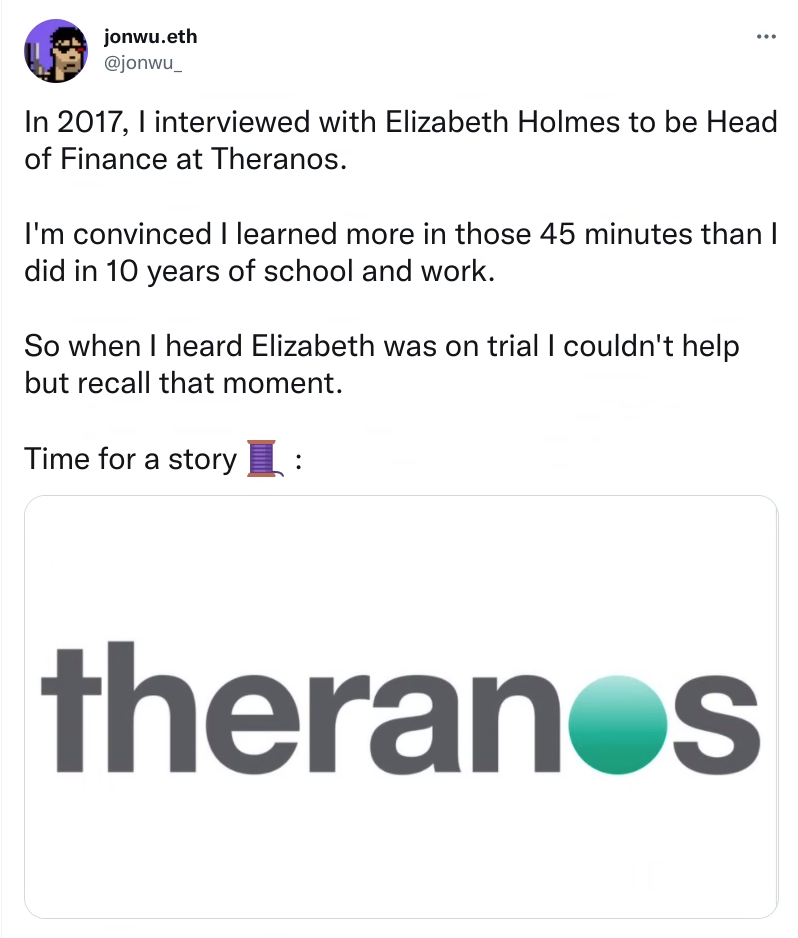 jonwu.eth
@jonwu_
In 2017, I interviewed with Elizabeth Holmes to be Head
of Finance at Theranos.
I'm convinced I learned more in those 45 minutes than I
did in 10 years of school and work.
So when I heard Elizabeth was on trial I couldn't help
but recall that moment.
Time for a story 🧵 :
theranos